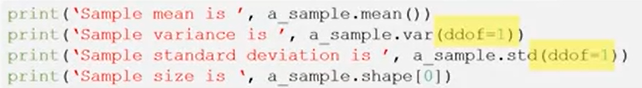 print(‘Sample mean is ’, a_sample.mean())
print(‘Sample variance is ’, a_sample.var(ddof=1))
print(‘Sample standard deviation is ’, a_sample.std(ddof=1))
print(‘Sample size is ‘, a_sample.shape[0])